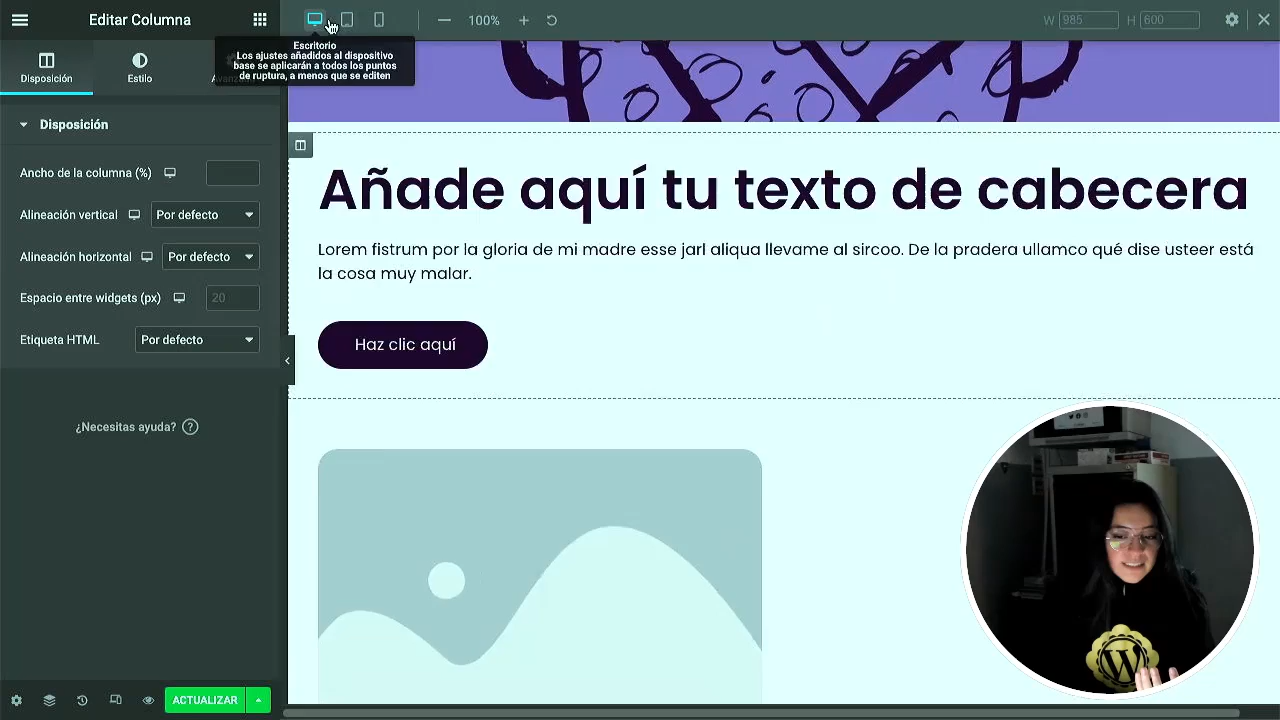 Editar Columna
100%
W 985 H 600
Escritorio
Los ajustes añadidos al dispositivo
base se aplicarán a todos los puntos
de ruptura, a menos que se editen
Disposición
Estilo
Disposición
Ancho de la columna (%)
Alineación vertical Por defecto
Alineación horizontal Por defecto
Espacio entre widgets (px) 20
Etiqueta HTML Por defecto
¿Necesitas ayuda? ?
ACTUALIZAR
Añade aquí tu texto de cabecera
Lorem fistrum por la gloria de mi madre esse jarl aliqua llevame al sircoo. De la pradera ullamco qué dise usteer está
la cosa muy malar.
Haz clic aquí
W